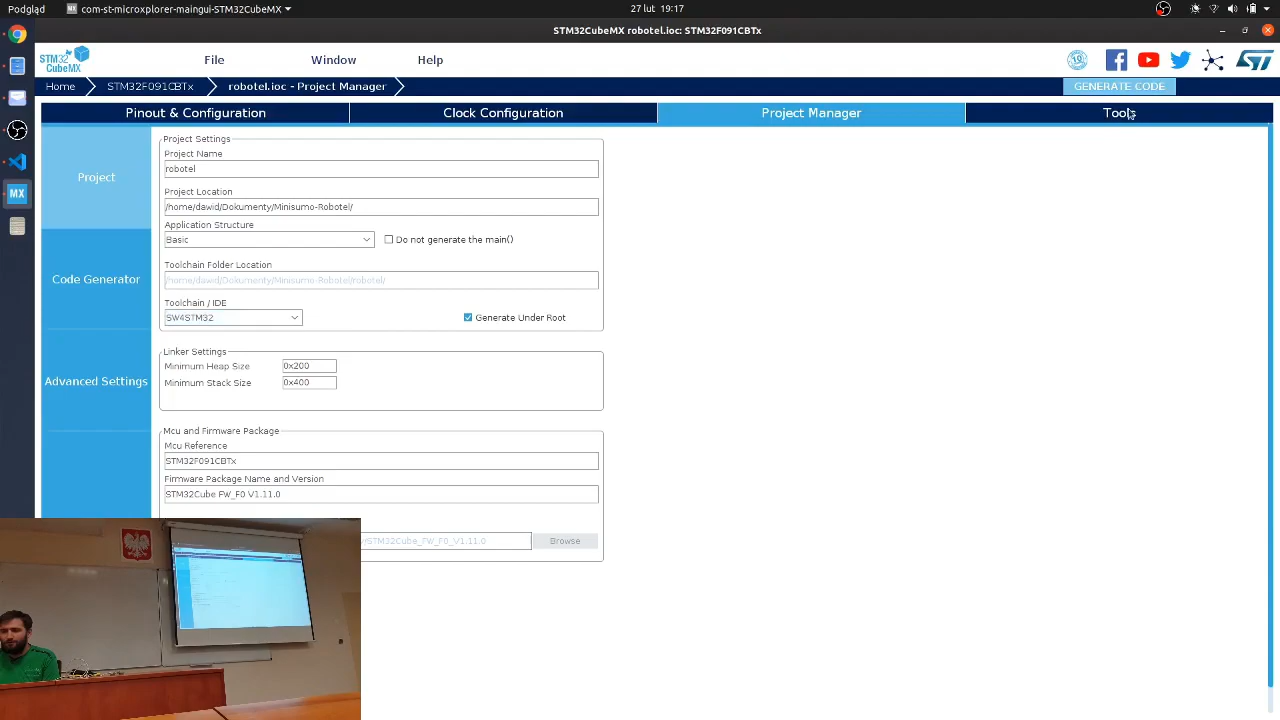 Podgląd com-st-microxplorer-maingui-STM32CubeMX 27 lut 19:17
STM32CubeMX robotel.ioc: STM32F091CBTx
STM32
CubeMX
File Window Help
10
Home STM32F091CBTx robotel.ioc - Project Manager GENERATE CODE
Pinout & Configuration Clock Configuration Project Manager Tools
MX
Project
Code Generator
Advanced Settings
Project Settings
Project Name
robotel
Project Location
/home/dawid/Dokumenty/Minisumo-Robotel/
Application Structure
Basic Do not generate the main()
Toolchain Folder Location
/home/dawid/Dokumenty/Minisumo-Robotel/robotel/
Toolchain / IDE
SW4STM32 Generate Under Root
Linker Settings
Minimum Heap Size 0x200
Minimum Stack Size 0x400
Mcu and Firmware Package
Mcu Reference
STM32F091CBTx
Firmware Package Name and Version
STM32Cube FW_F0 V1.11.0
/STM32Cube_FW_F0_V1.11.0 Browse